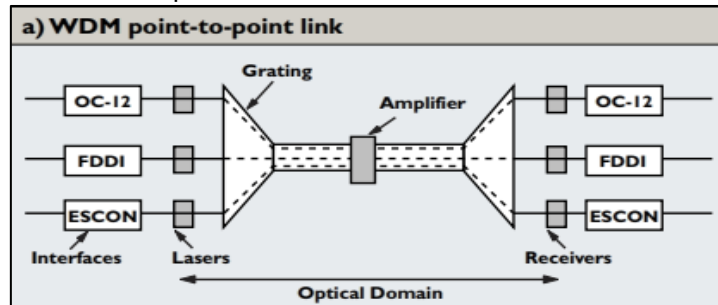 a) WDM point-to-point link
Grating
Amplifier
OC-12 OC-12
FDDI FDDI
ESCON ESCON
Interfaces Lasers Receivers
Optical Domain